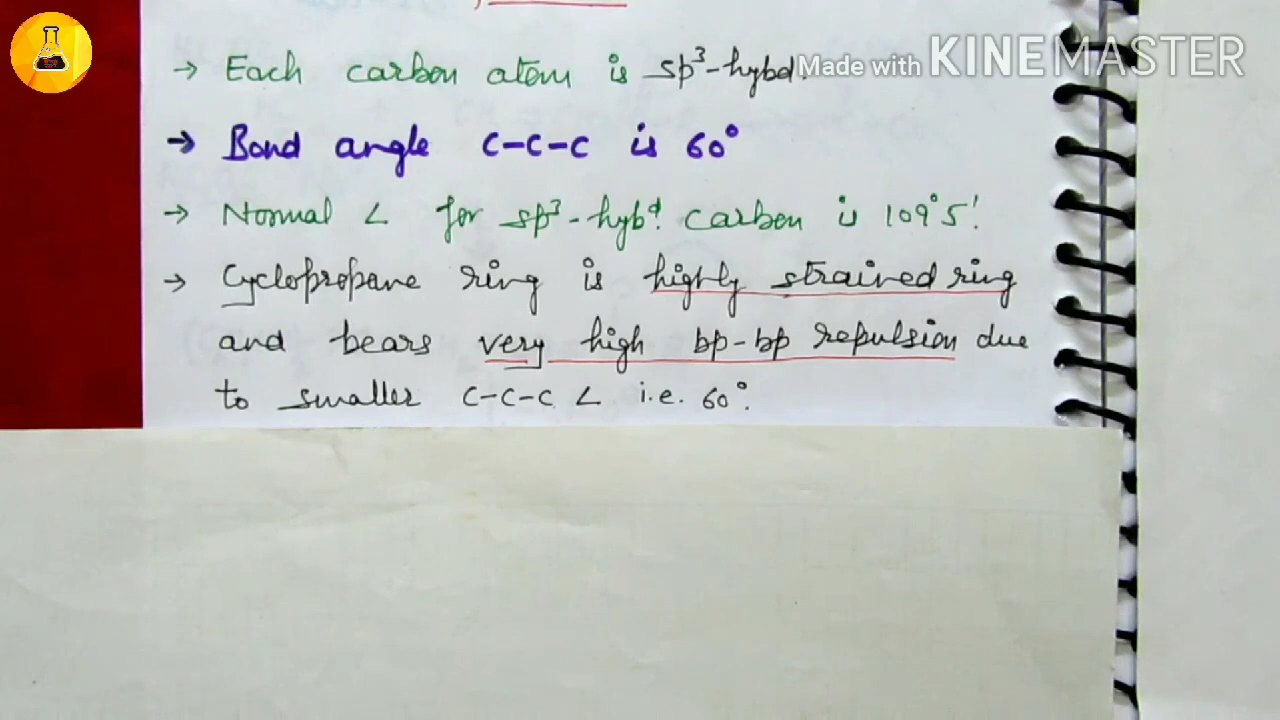 → Each carbon atom is sp³-hybd.
Made with KINEMASTER
→ Bond angle C-C-C is 60°
→ Normal ∠ for sp³-hybd. carbon is 109°5'.
→ Cyclopropane ring is highly strained ring
and bears very high bp-bp repulsion due
to smaller C-C-C ∠ i.e. 60°.